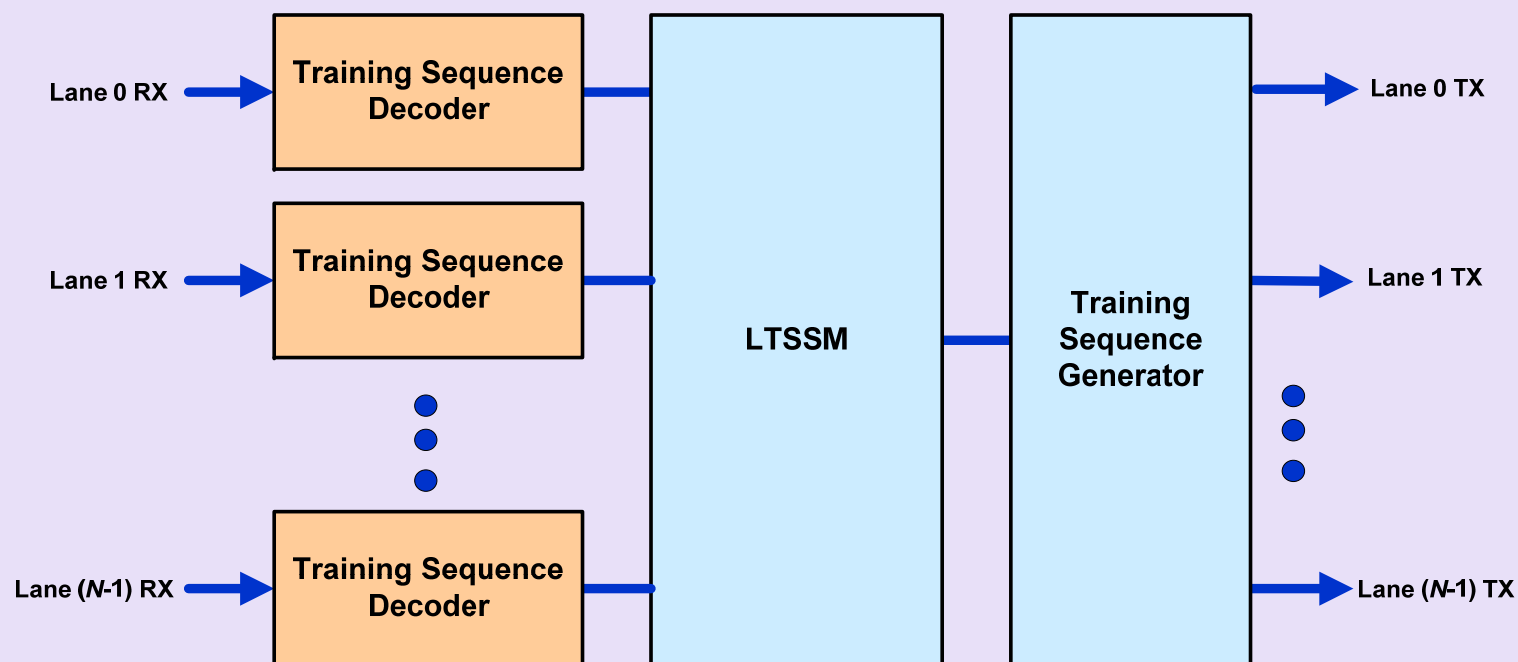 Lane 0 RX
Training Sequence
Decoder
Lane 0 TX
Lane 1 RX
Training Sequence
Decoder
Lane 1 TX
LTSSM
Training
Sequence
Generator
Lane (N-1) RX
Training Sequence
Decoder
Lane (N-1) TX